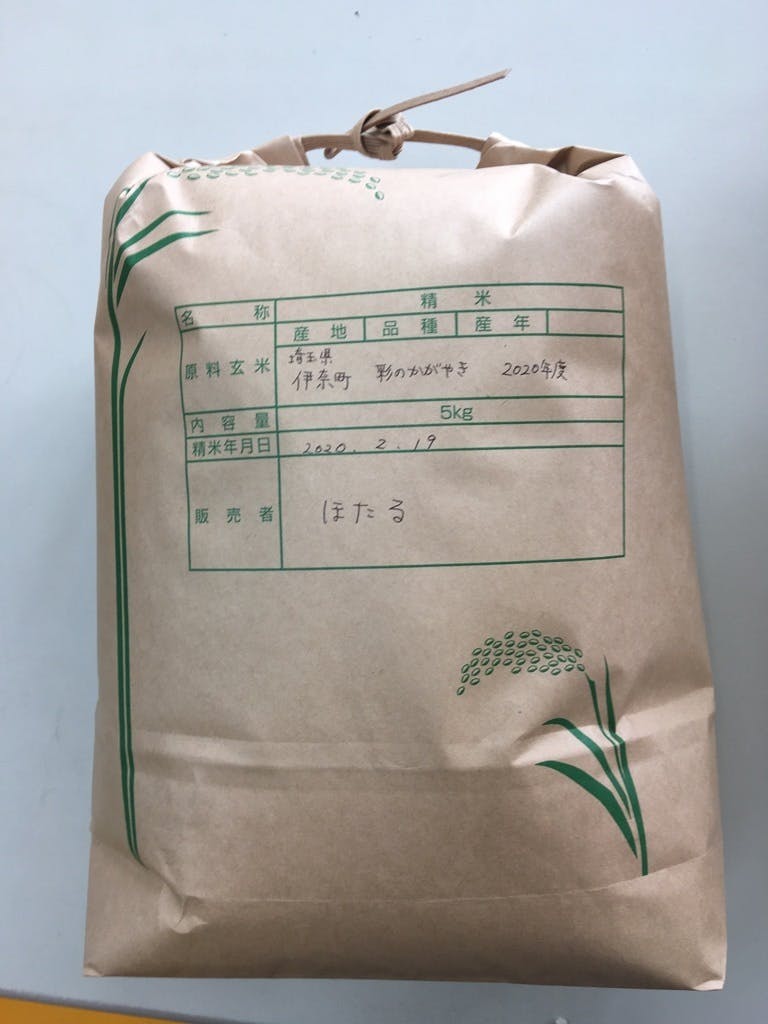 名称 精米
原料玄米 産地 品種 産年
埼玉県
伊奈町 彩のかがやき 2020年度
内容量 5kg
精米年月日 2020.2.19
販売者 ほたる